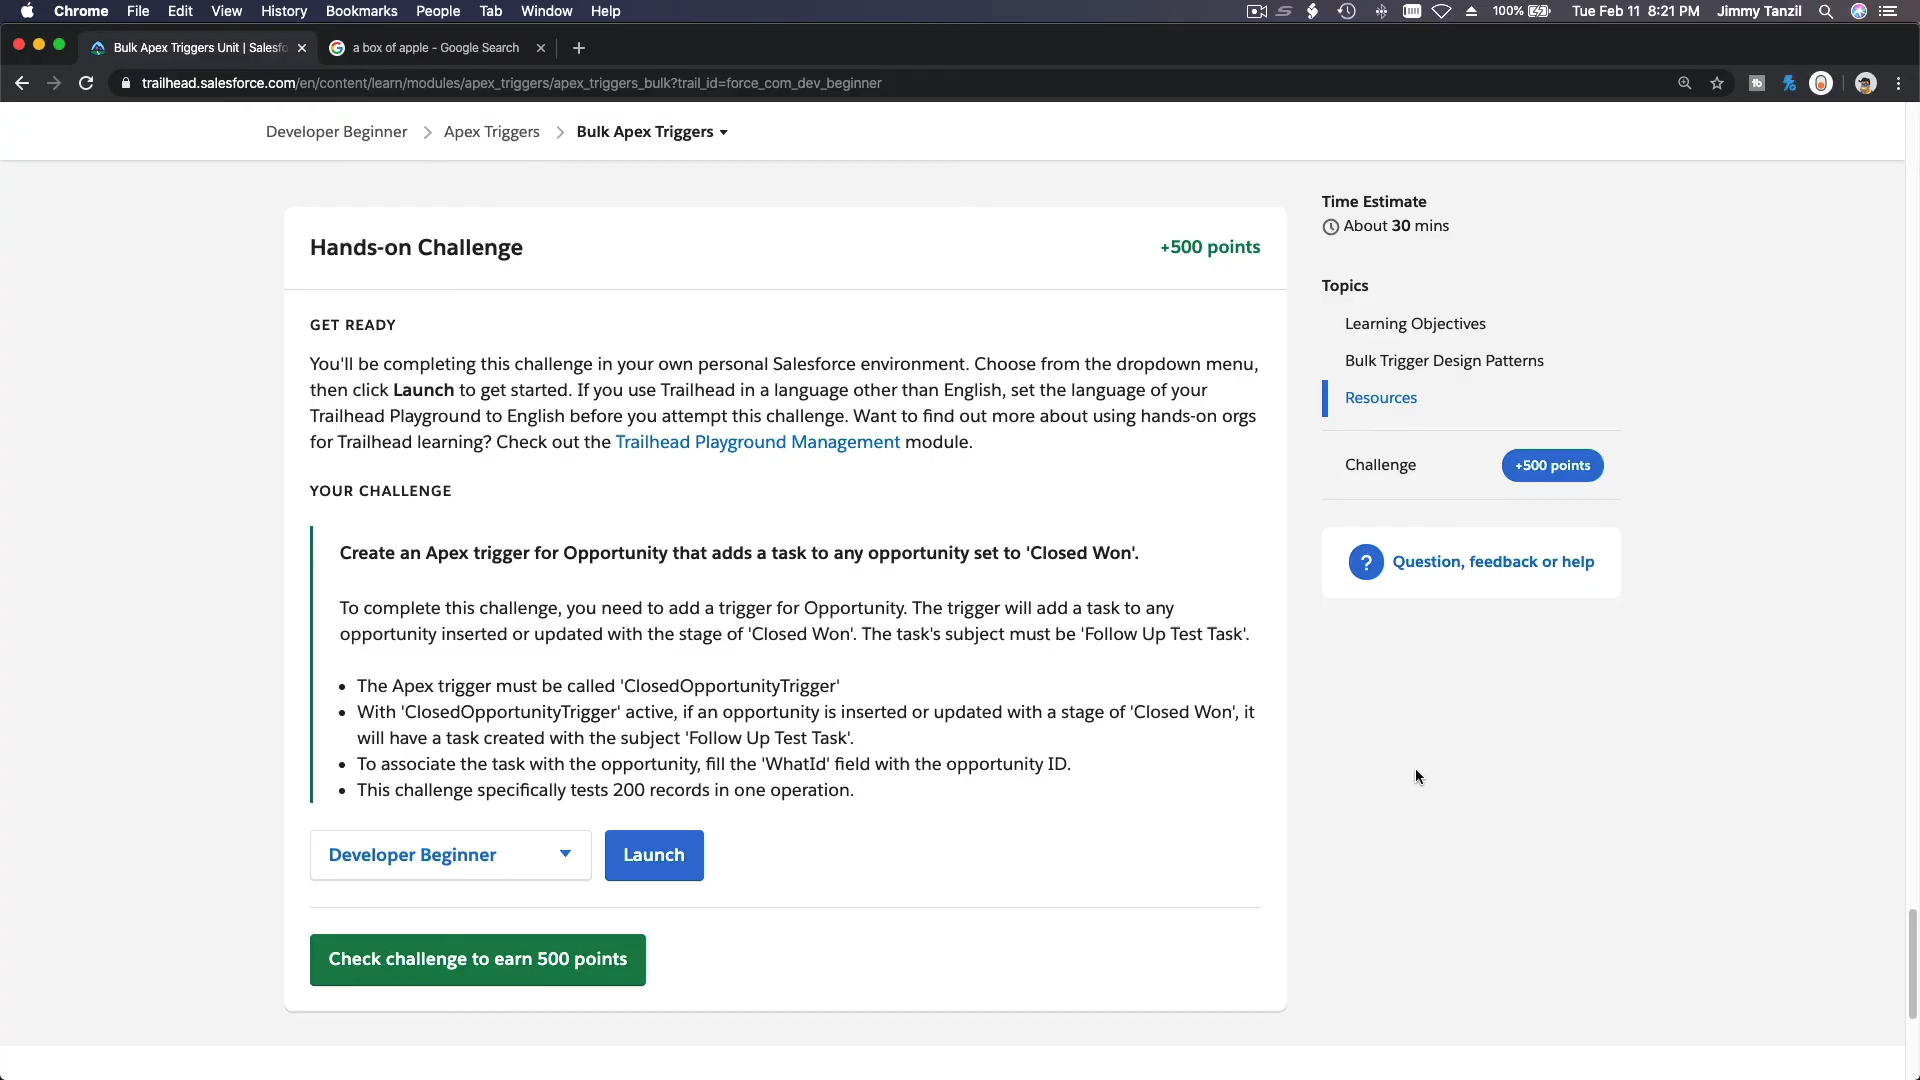 Chrome File Edit View History Bookmarks People Tab Window Help 100% Tue Feb 11 8:21 PM Jimmy Tanzil
Bulk Apex Triggers Unit | Salesfo a box of apple - Google Search
trailhead.salesforce.com/en/content/learn/modules/apex_triggers/apex_triggers_bulk?trail_id=force_com_dev_beginner
Developer Beginner Apex Triggers Bulk Apex Triggers
Hands-on Challenge +500 points
GET READY
You'll be completing this challenge in your own personal Salesforce environment. Choose from the dropdown menu,
then click Launch to get started. If you use Trailhead in a language other than English, set the language of your
Trailhead Playground to English before you attempt this challenge. Want to find out more about using hands-on orgs
for Trailhead learning? Check out the Trailhead Playground Management module.
YOUR CHALLENGE
Create an Apex trigger for Opportunity that adds a task to any opportunity set to 'Closed Won'.
To complete this challenge, you need to add a trigger for Opportunity. The trigger will add a task to any
opportunity inserted or updated with the stage of 'Closed Won'. The task's subject must be 'Follow Up Test Task'.
• The Apex trigger must be called 'ClosedOpportunityTrigger'
• With 'ClosedOpportunityTrigger' active, if an opportunity is inserted or updated with a stage of 'Closed Won', it
will have a task created with the subject 'Follow Up Test Task'.
• To associate the task with the opportunity, fill the 'WhatId' field with the opportunity ID.
• This challenge specifically tests 200 records in one operation.
Developer Beginner Launch
Check challenge to earn 500 points
Time Estimate
About 30 mins
Topics
Learning Objectives
Bulk Trigger Design Patterns
Resources
Challenge +500 points
? Question, feedback or help